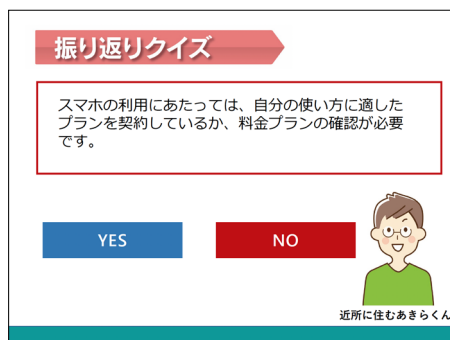 振り返りクイズ
スマホの利用にあたっては、自分の使い方に適した
プランを契約しているか、料金プランの確認が必要
です。
YES
NO
近所に住むあきらくん